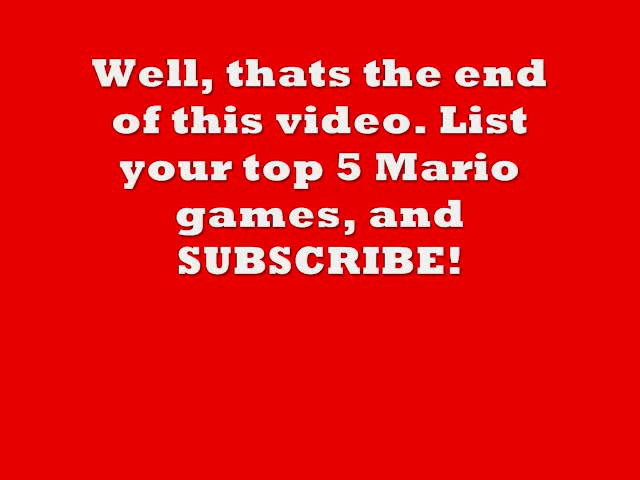 Well, thats the end
of this video. List
your top 5 Mario
games, and
SUBSCRIBE!